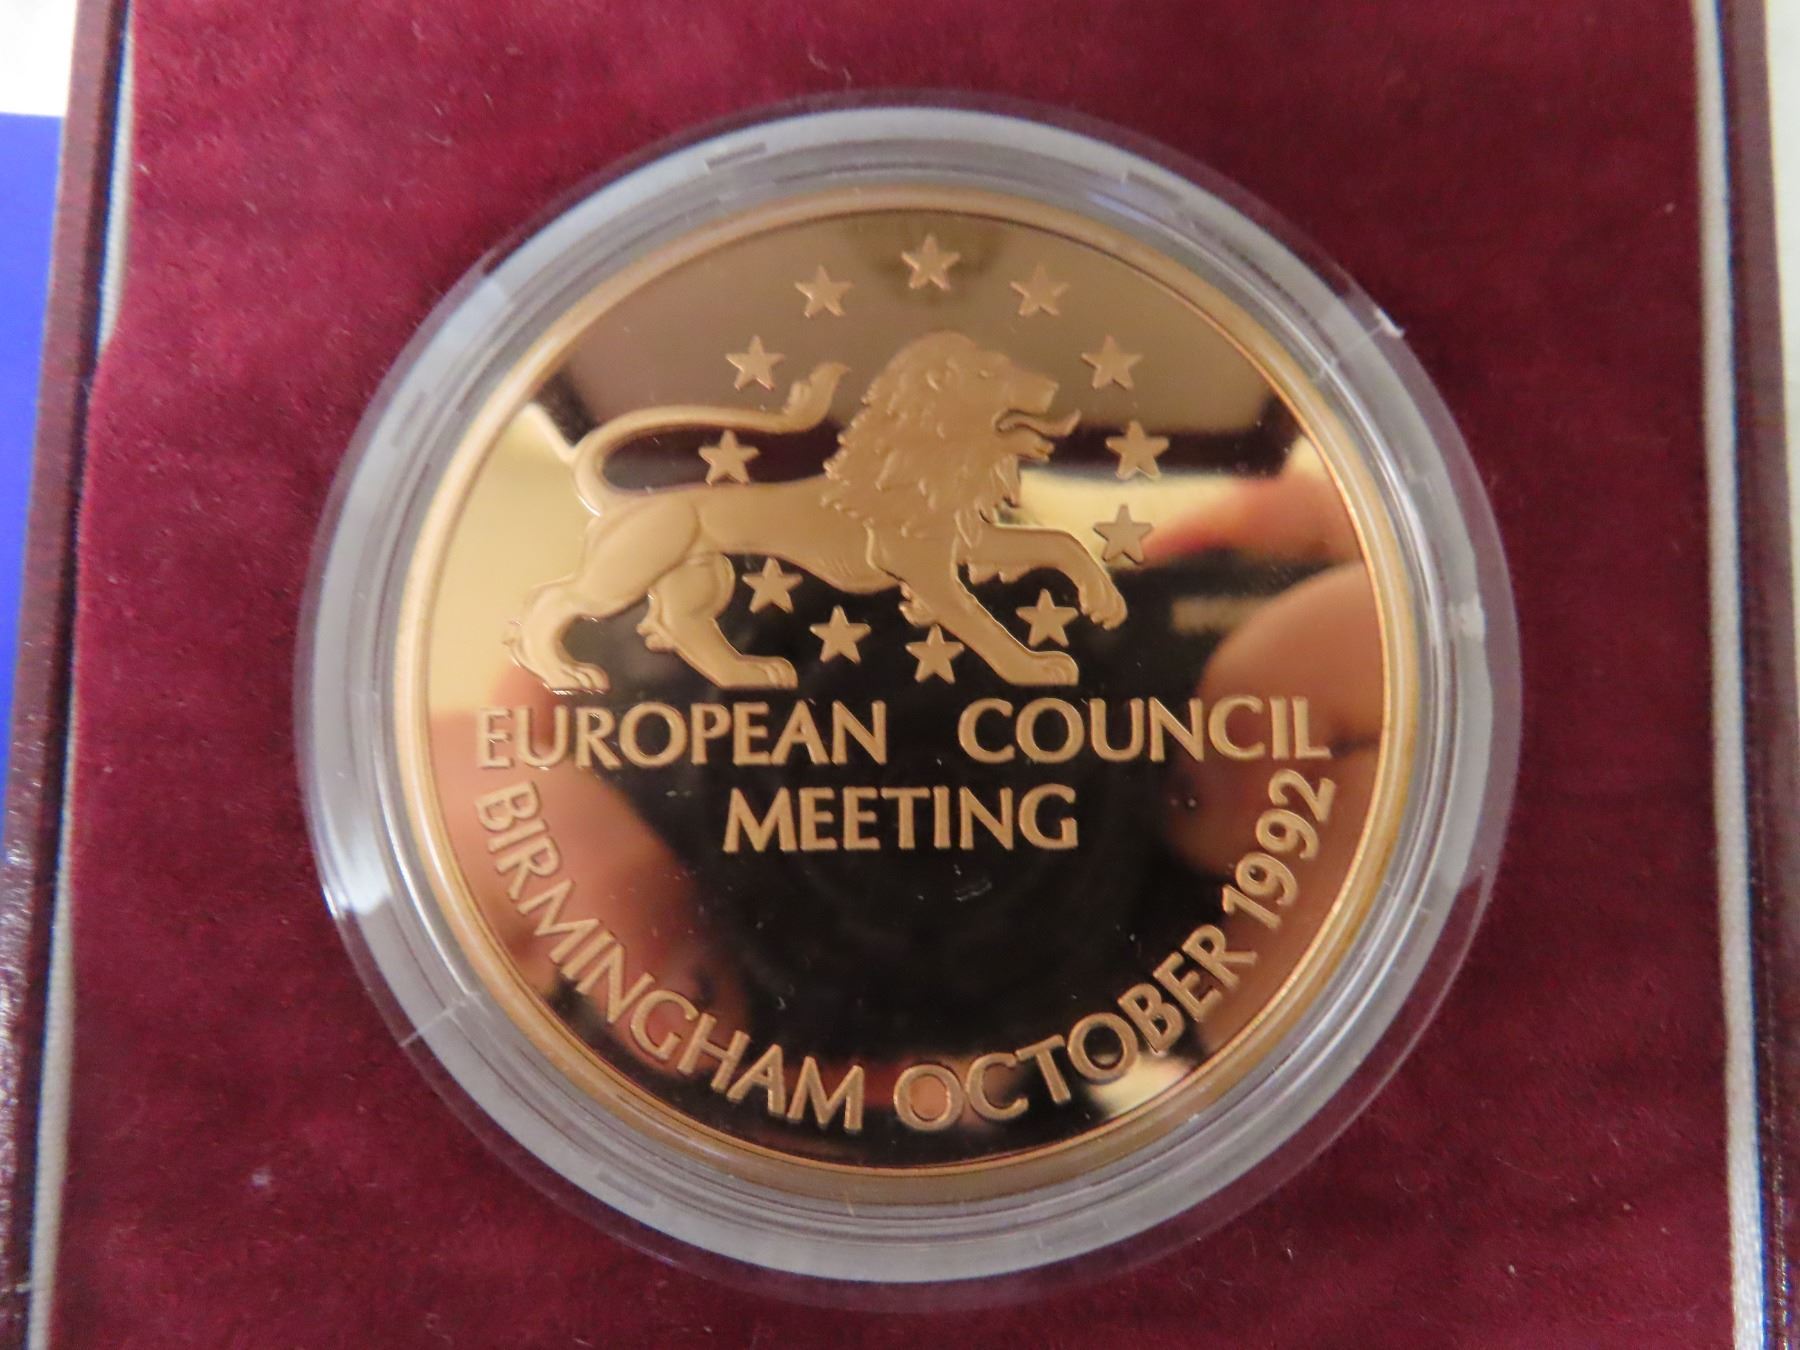 EUROPEAN COUNCIL
MEETING
BIRMINGHAM OCTOBER 1992